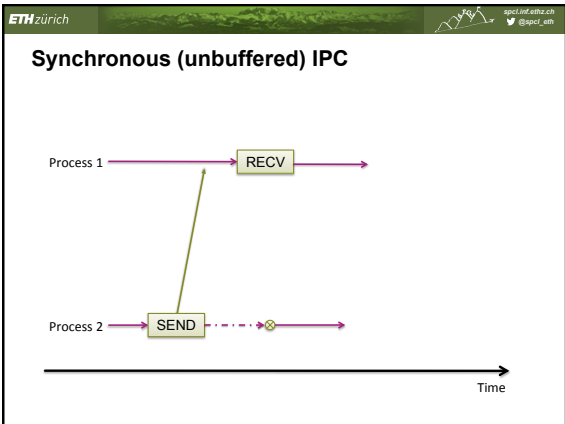 ETH zürich
spcl.inf.ethz.ch
@spcl_eth
Synchronous (unbuffered) IPC
Process 1
RECV
Process 2
SEND
Time